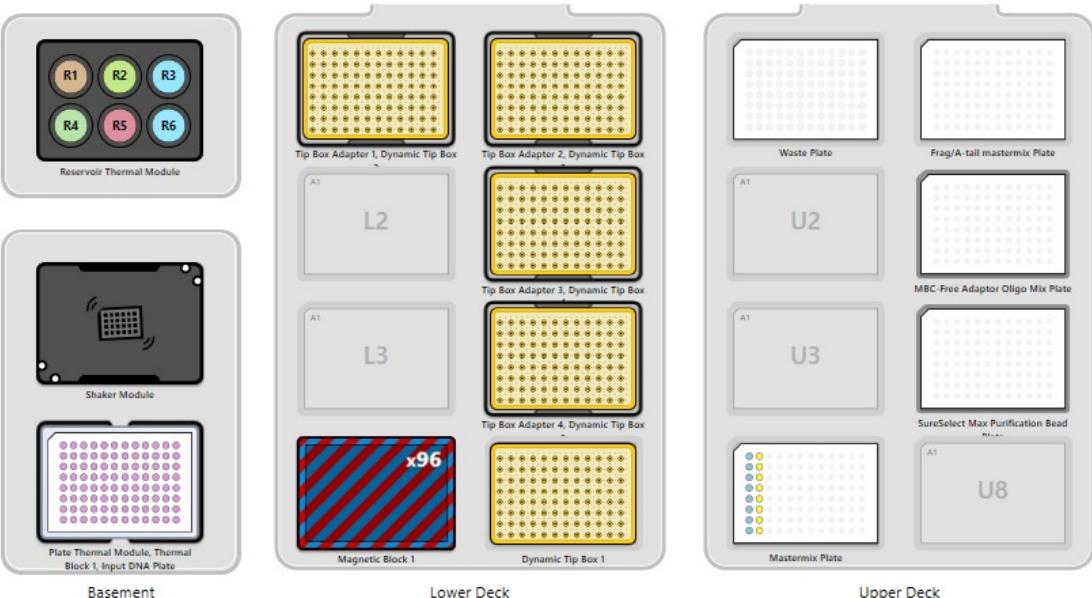 R1 R2 R3
R4 R5 R6
Reservoir Thermal Module
Shaker Module
Plate Thermal Module, Thermal
Block 1, Input DNA Plate
Basement
Tip Box Adapter 1, Dynamic Tip Box
Tip Box Adapter 2, Dynamic Tip Box
A1
L2
Tip Box Adapter 3, Dynamic Tip Box
A1
L3
Tip Box Adapter 4, Dynamic Tip Box
x96
Magnetic Block 1
Dynamic Tip Box 1
Lower Deck
Waste Plate
Frag/A-tail mastermix Plate
A1
U2
MBC-Free Adaptor Oligo Mix Plate
A1
U3
SureSelect Max Purification Bead
Mastermix Plate
A1
U8
Upper Deck